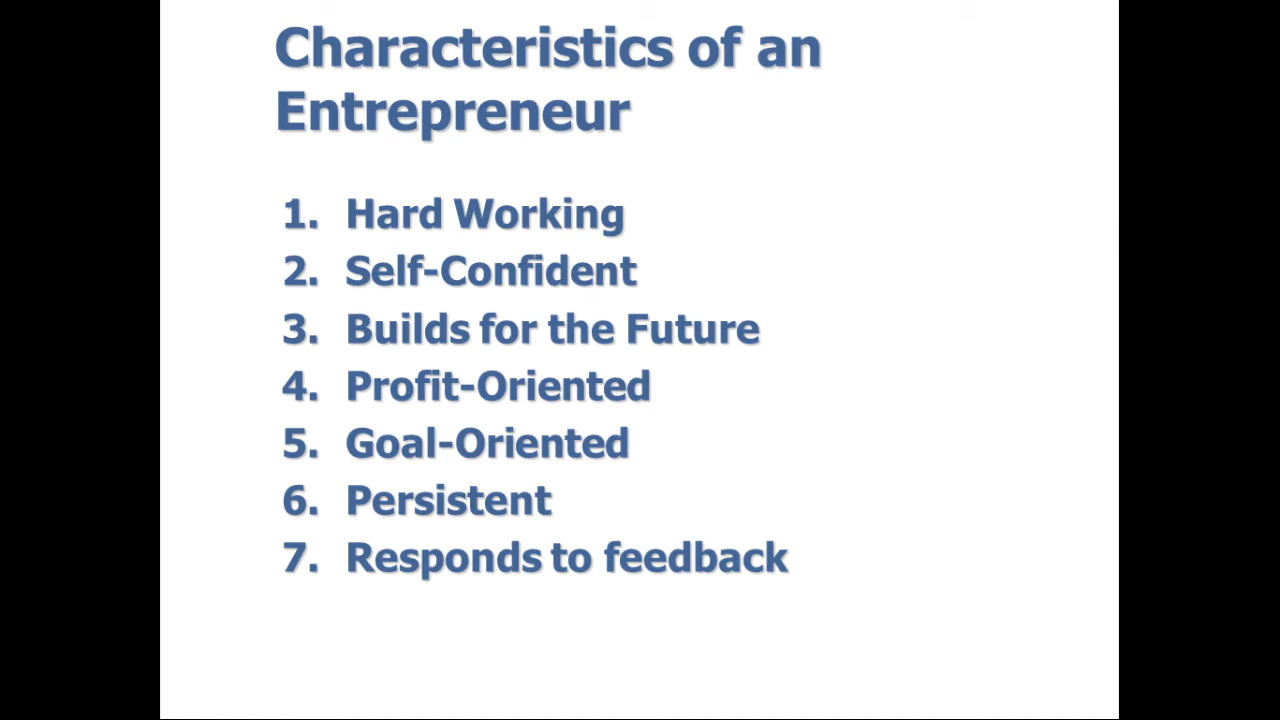 Characteristics of an
Entrepreneur
1. Hard Working
2. Self-Confident
3. Builds for the Future
4. Profit-Oriented
5. Goal-Oriented
6. Persistent
7. Responds to feedback